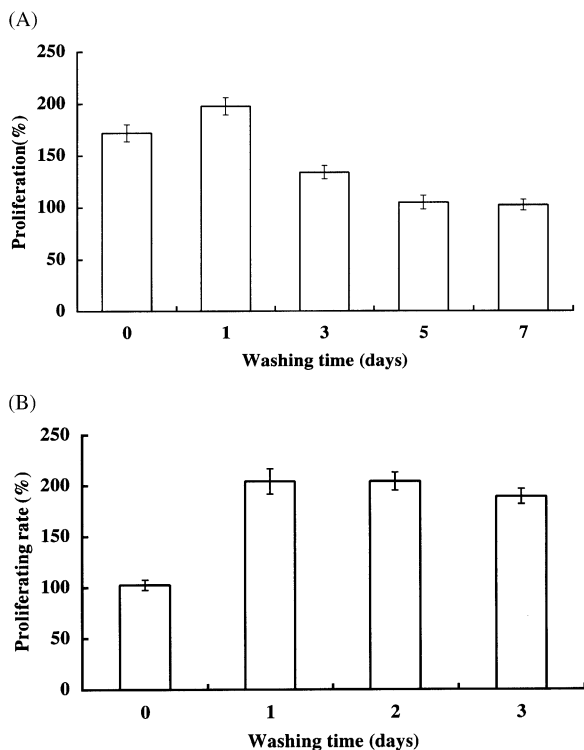 (A)
250
200
150
100
50
0
Proliferation(%)
0 1 3 5 7
Washing time (days)
(B)
250
200
150
100
50
0
Proliferating rate (%)
0 1 2 3
Washing time (days)